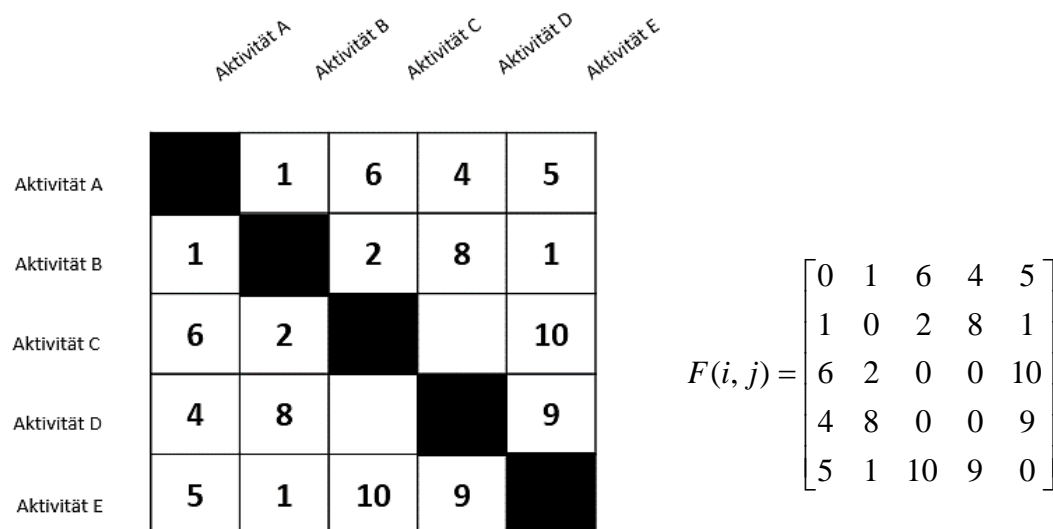 Aktivität A Aktivität B Aktivität C Aktivität D Aktivität E
Aktivität A 1 6 4 5
Aktivität B 1 2 8 1
Aktivität C 6 2 10
Aktivität D 4 8 9
Aktivität E 5 1 10 9
0 1 6 4 5
1 0 2 8 1
F(i, j) = 6 2 0 0 10
4 8 0 0 9
5 1 10 9 0